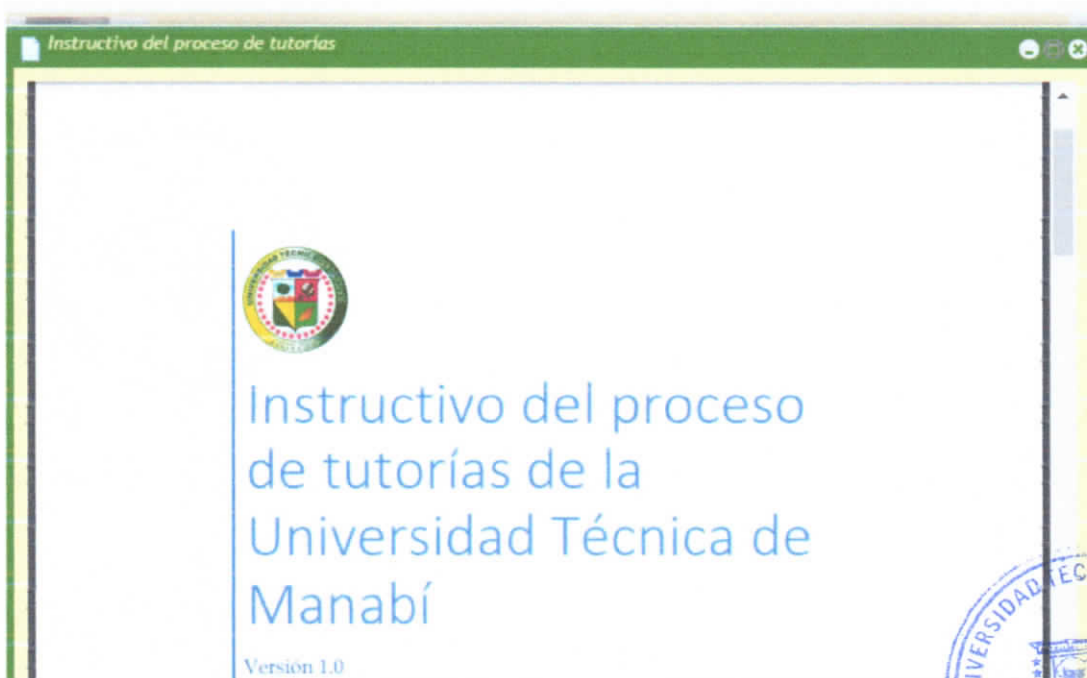 Instructivo del proceso de tutorías
Instructivo del proceso
de tutorías de la
Universidad Técnica de
Manabí
Versión 1.0